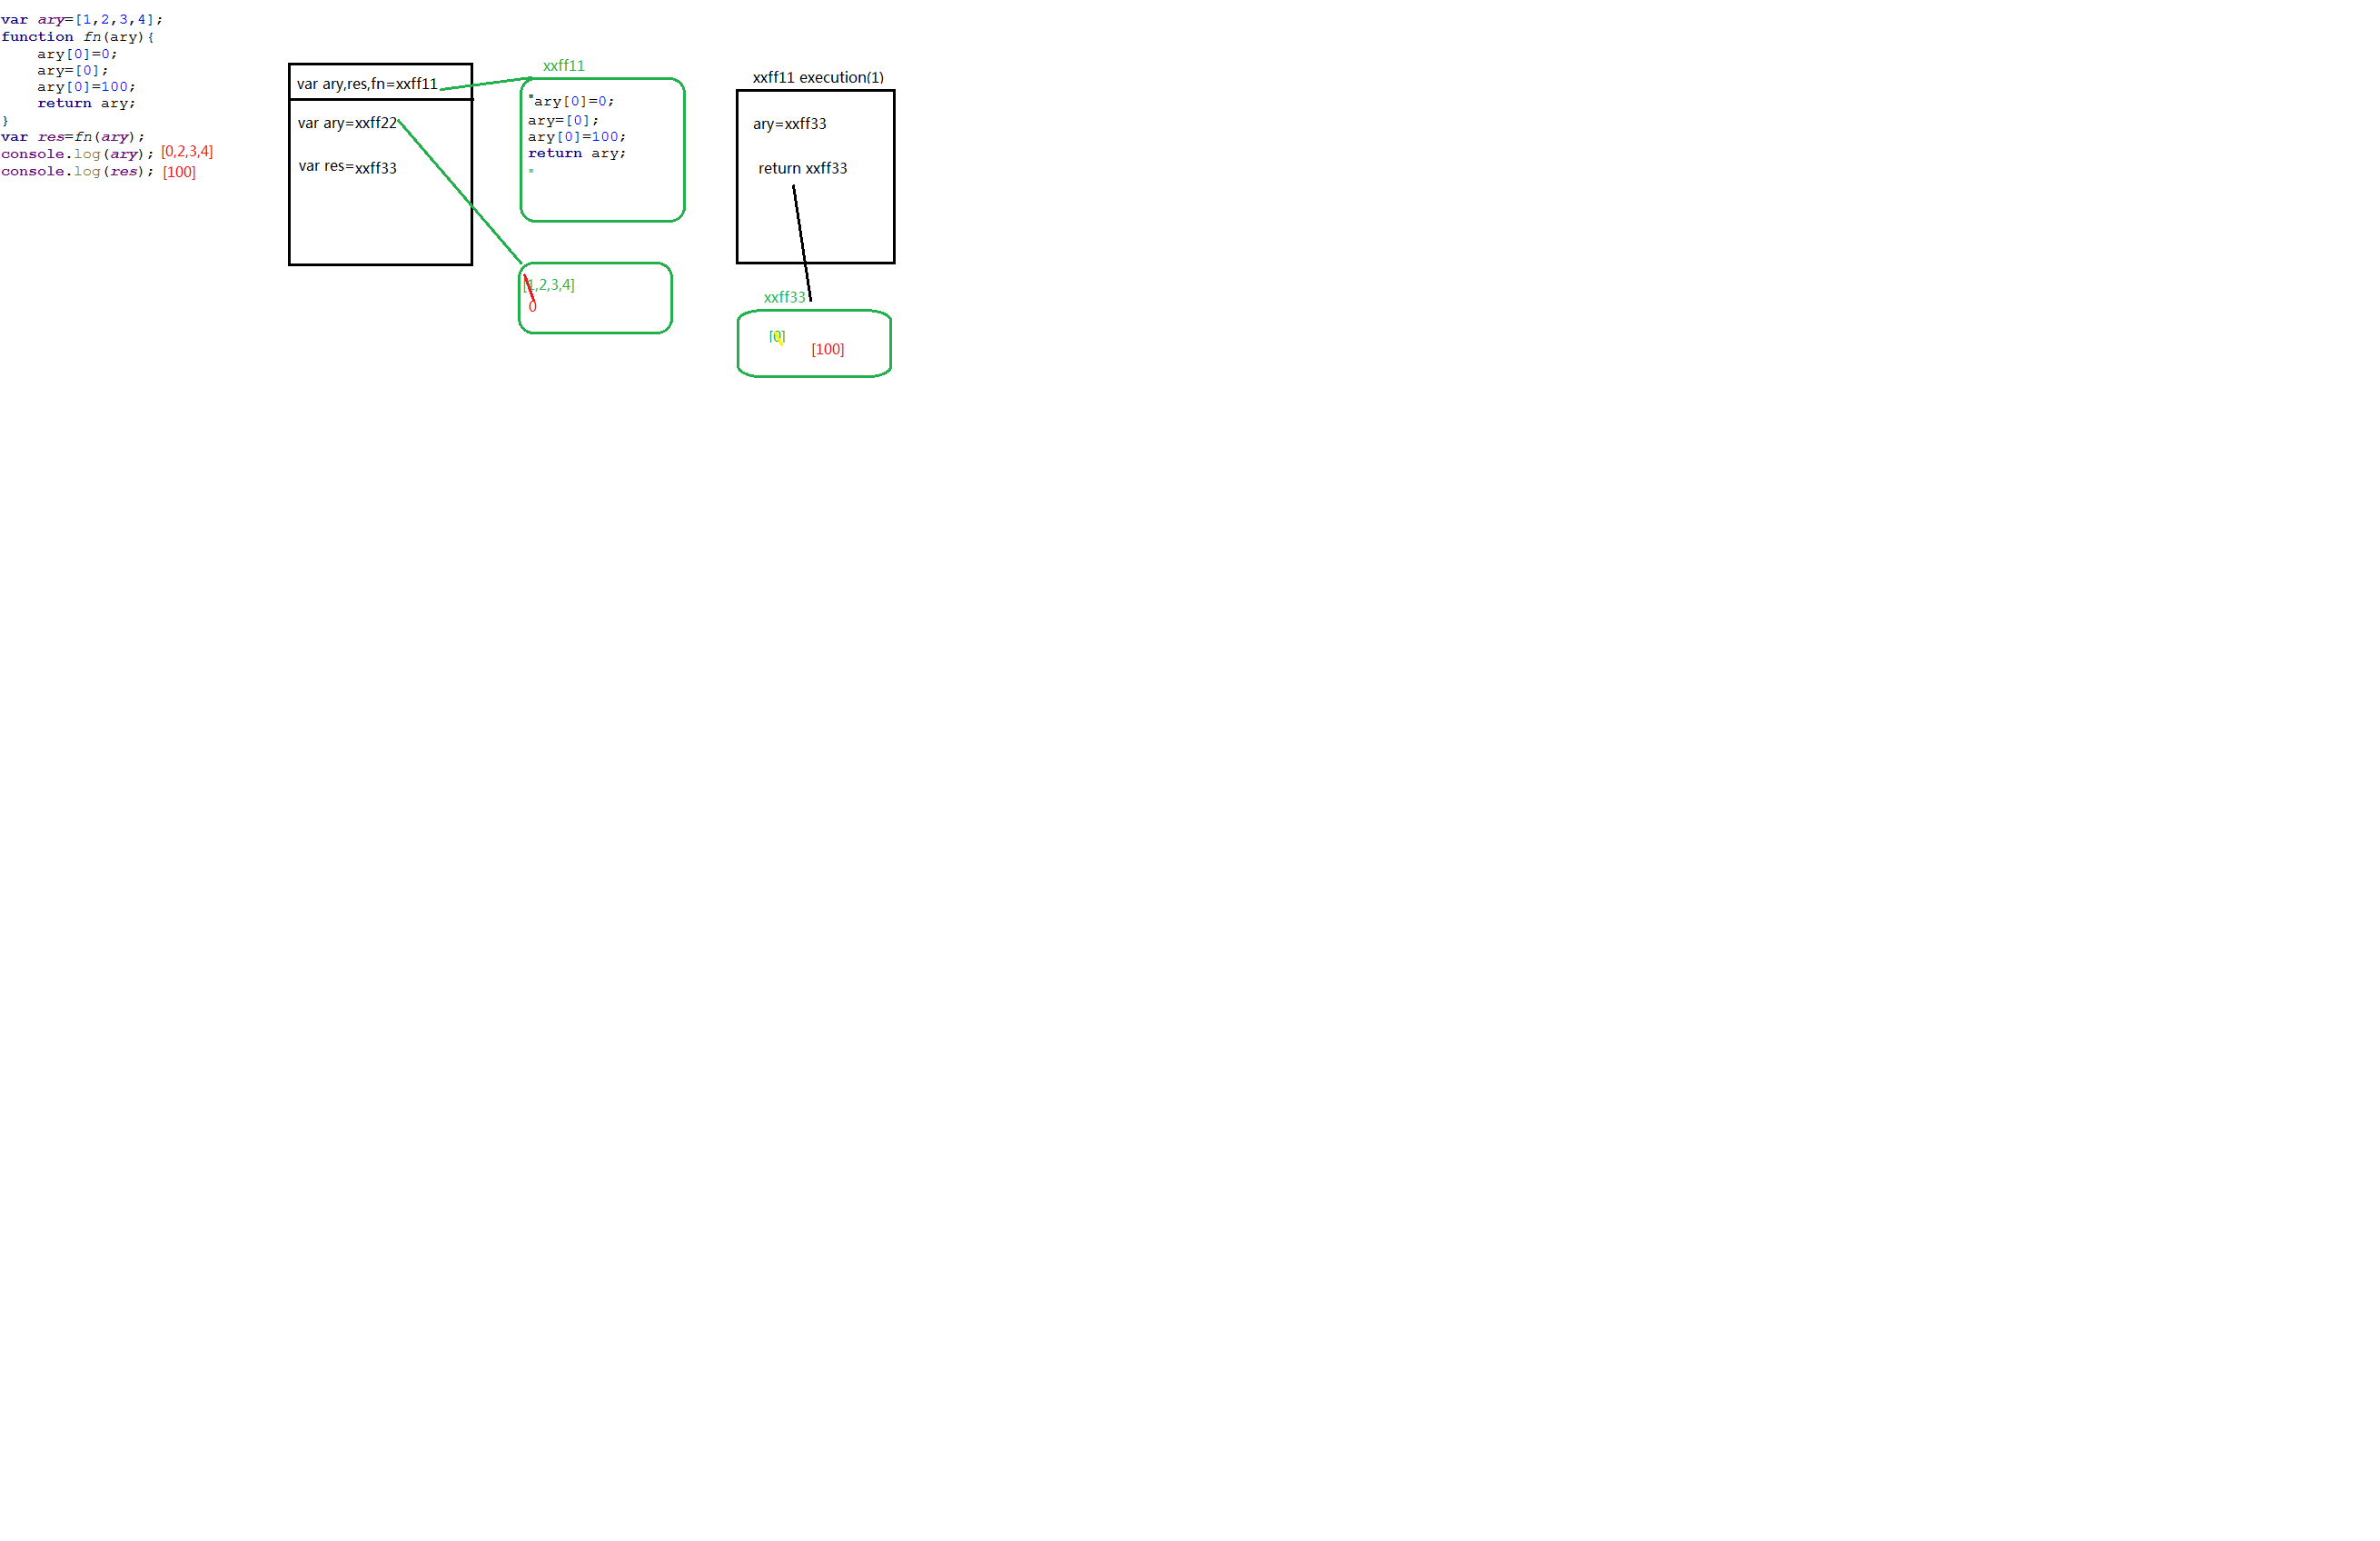 var ary=[1,2,3,4];
function fn(ary){
    ary[0]=0;
    ary=[0];
    ary[0]=100;
    return ary;
}
var res=fn(ary);
console.log(ary); [0,2,3,4]
console.log(res); [100]
var ary,res,fn=xxff11
var ary=xxff22
var res=xxff33
xxff11
"ary[0]=0;
ary=[0];
ary[0]=100;
return ary;
"
[1,2,3,4]
0
xxff11 execution(1)
ary=xxff33
return xxff33
xxff33
[0]
[100]